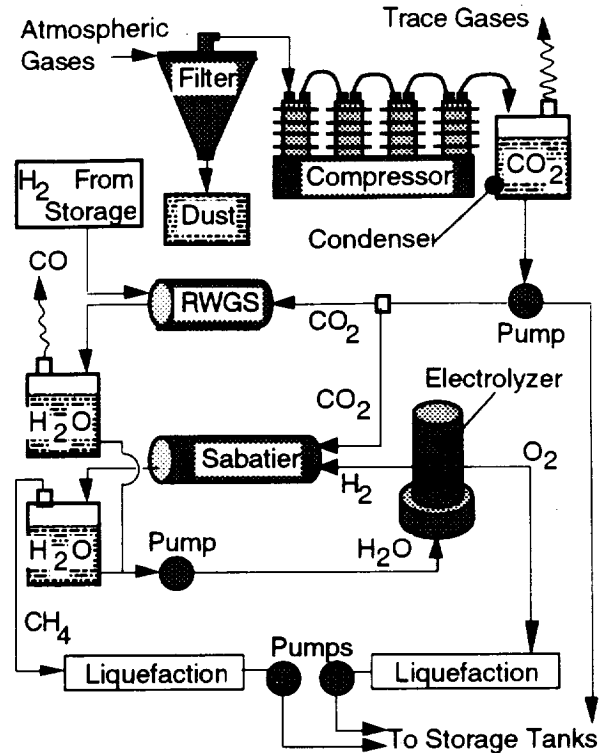 Trace Gases
Atmospheric
Gases
Filter
CO2
Compressor
H2 From
Storage
Dust
Condenser
CO
RWGS
CO2
Pump
Electrolyzer
CO2
H2O
Sabatier
H2
O2
H2O
Pump
H2O
CH4
Pumps
Liquefaction
Liquefaction
To Storage Tanks